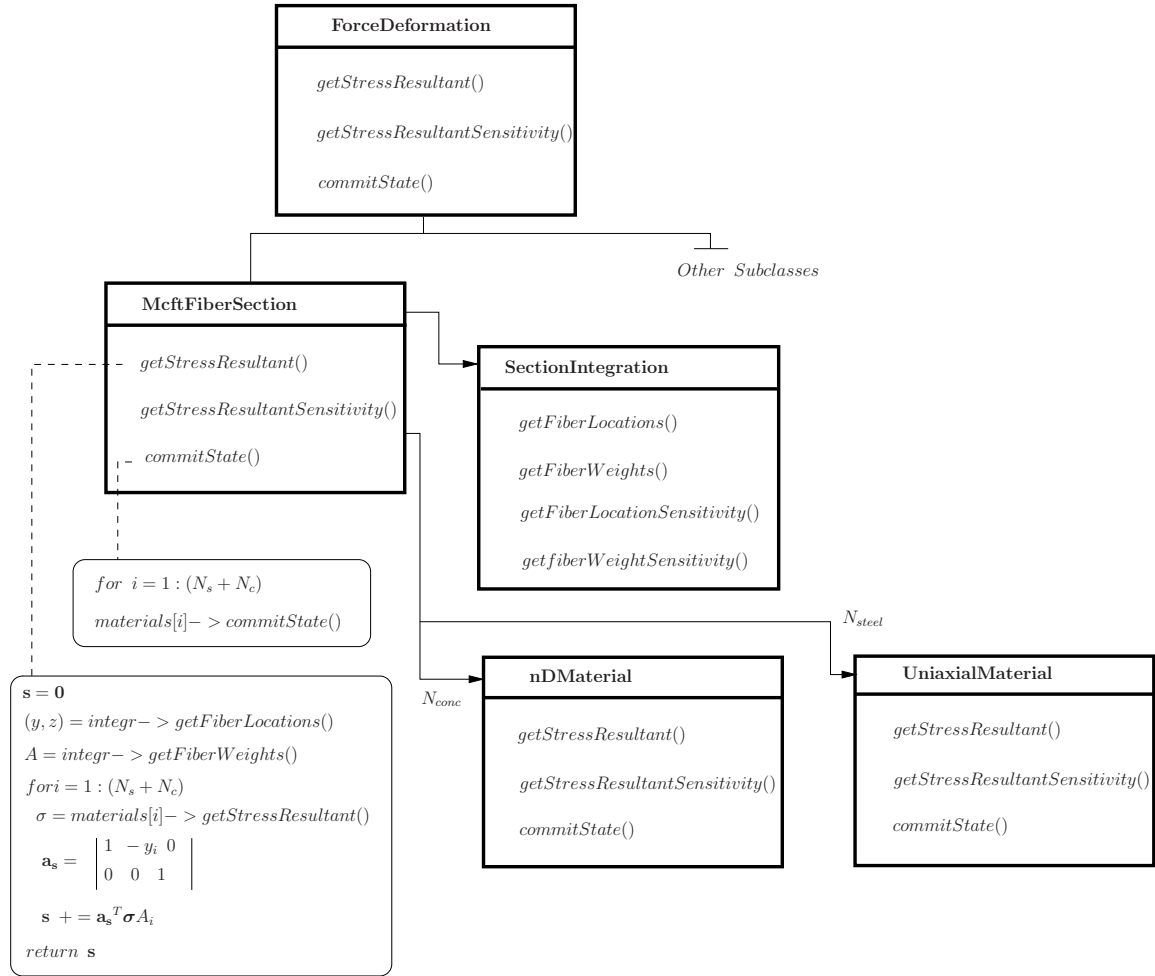 ForceDeformation
getStressResultant()
getStressResultantSensitivity()
commitState()
Other Subclasses
McftFiberSection
getStressResultant()
getStressResultantSensitivity()
commitState()
SectionIntegration
getFiberLocations()
getFiberWeights()
getFiberLocationSensitivity()
getfiberWeightSensitivity()
for i = 1 : (N_s + N_c)
materials[i]− > commitState()
N_steel
N_conc
nDMaterial
getStressResultant()
getStressResultantSensitivity()
commitState()
UniaxialMaterial
getStressResultant()
getStressResultantSensitivity()
commitState()
s = 0
(y, z) = integr− > getFiberLocations()
A = integr− > getFiberWeights()
fori = 1 : (N_s + N_c)
σ = materials[i]− > getStressResultant()
a_s = | 1 − y_i 0 |
| 0 0 1 |
s + = a_s^T σA_i
return s